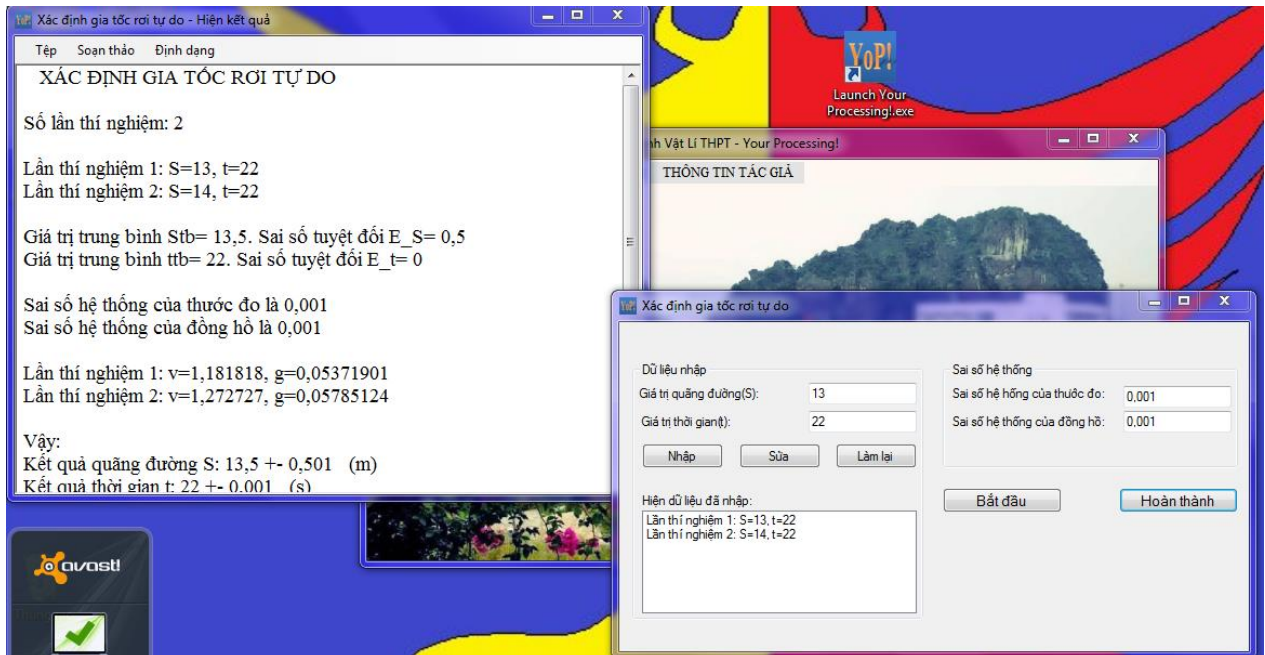 Xác định gia tốc rơi tự do - Hiện kết quả
Tệp Soạn thảo Định dạng
XÁC ĐỊNH GIA TỐC RƠI TỰ DO
Số lần thí nghiệm: 2
Lần thí nghiệm 1: S=13, t=22
Lần thí nghiệm 2: S=14, t=22
Giá trị trung bình Stb= 13,5. Sai số tuyệt đối E_S= 0,5
Giá trị trung bình ttb= 22. Sai số tuyệt đối E_t= 0
Sai số hệ thống của thước đo là 0,001
Sai số hệ thống của đồng hồ là 0,001
Lần thí nghiệm 1: v=1,181818, g=0,05371901
Lần thí nghiệm 2: v=1,272727, g=0,05785124
Vậy:
Kết quả quãng đường S: 13,5 +- 0,501 (m)
Kết quả thời gian t: 22 +- 0,001 (s)
YoP!
Launch Your
Processing!.exe
Vật Lí THPT - Your Processing!
THÔNG TIN TÁC GIẢ
YoP! Xác định gia tốc rơi tự do
Dữ liệu nhập
Giá trị quãng đường(S): 13
Giá trị thời gian(t): 22
Nhập Sửa Làm lại
Hiện dữ liệu đã nhập:
Lần thí nghiệm 1: S=13, t=22
Lần thí nghiệm 2: S=14, t=22
Sai số hệ thống
Sai số hê hống của thước đo: 0,001
Sai số hệ thống của đồng hồ: 0,001
Bắt đầu Hoàn thành
avast!